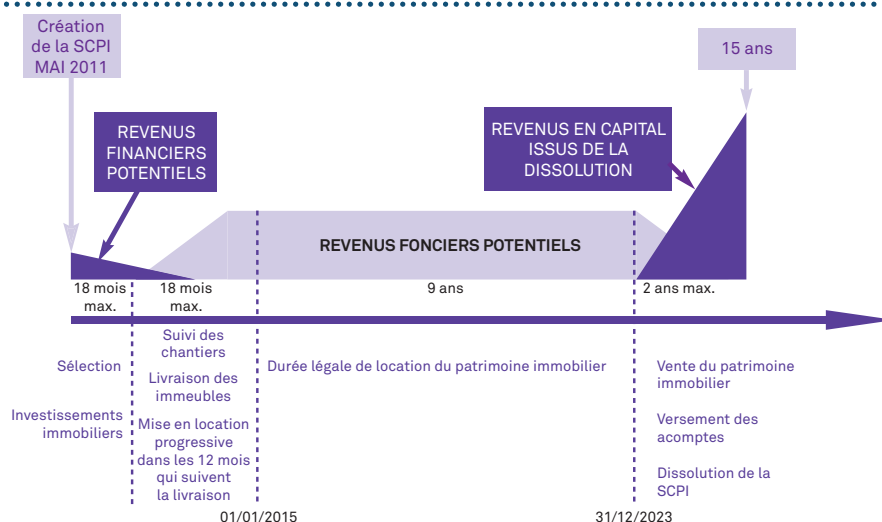 Création
de la SCPI
MAI 2011
15 ans
REVENUS
FINANCIERS
POTENTIELS
REVENUS EN CAPITAL
ISSUS DE LA
DISSOLUTION
REVENUS FONCIERS POTENTIELS
18 mois
max.
18 mois
max.
9 ans
2 ans max.
Sélection
Investissements
immobiliers
Suivi des
chantiers
Livraison des
immeubles
Mise en location
progressive
dans les 12 mois
qui suivent
la livraison
Durée légale de location du patrimoine immobilier
Vente du patrimoine
immobilier
Versement des
acomptes
Dissolution de la
SCPI
01/01/2015
31/12/2023